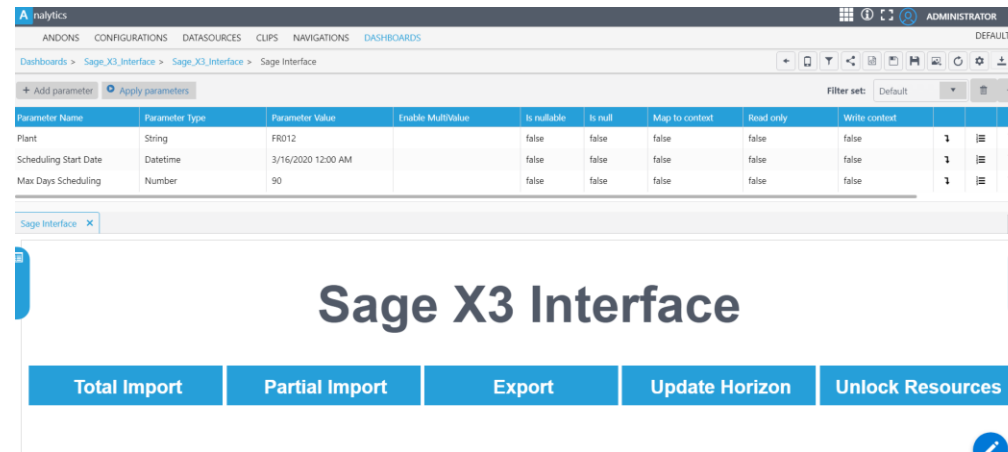 A nalytics
ADMINISTRATOR
ANDONS CONFIGURATIONS DATASOURCES CLIPS NAVIGATIONS DASHBOARDS
DEFAULT
Dashboards > Sage_X3_Interface > Sage_X3_Interface > Sage Interface
+ Add parameter Apply parameters
Filter set: Default
Parameter Name Parameter Type Parameter Value Enable MultiValue Is nullable Is null Map to context Read only Write context
Plant String FR012 false false false false false
Scheduling Start Date Datetime 3/16/2020 12:00 AM false false false false false
Max Days Scheduling Number 90 false false false false false
Sage Interface ×
Sage X3 Interface
Total Import Partial Import Export Update Horizon Unlock Resources